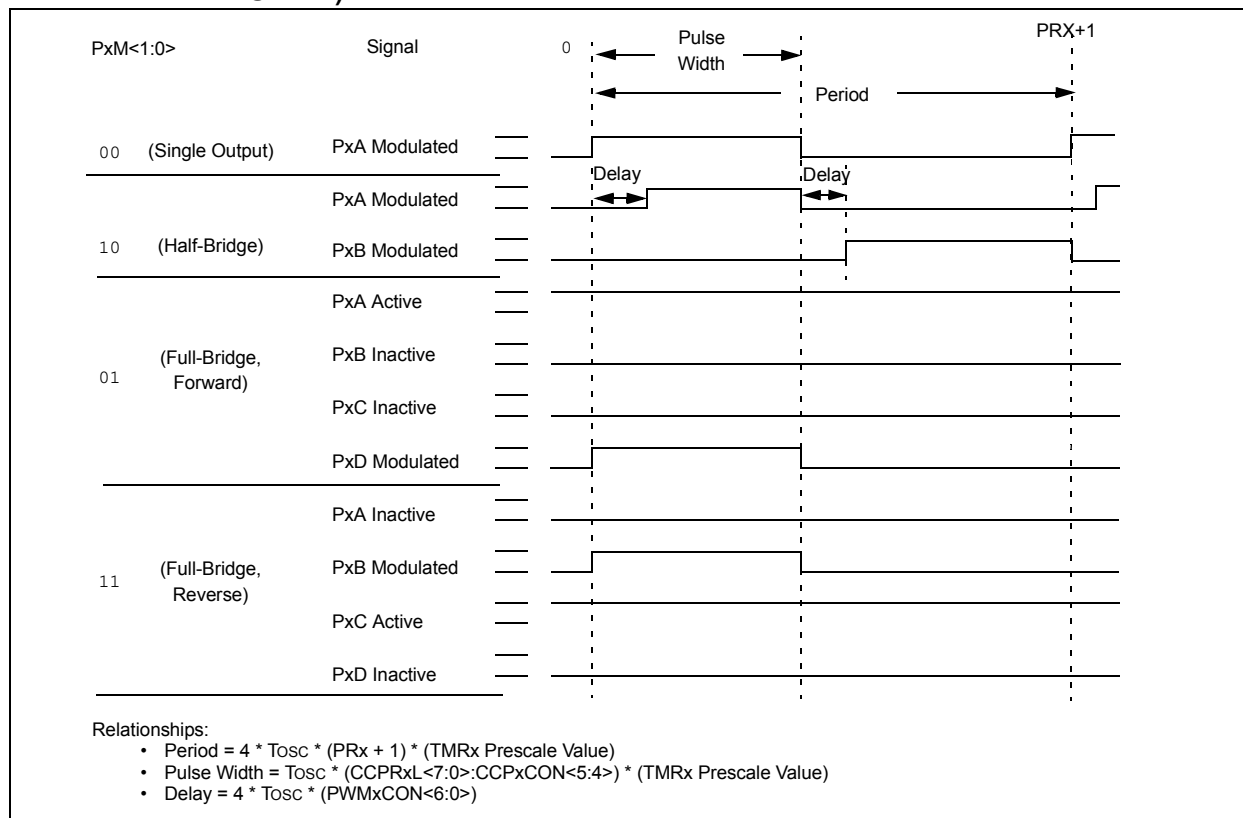 PxM<1:0>
Signal
0
Pulse
Width
PRX+1
Period
00 (Single Output) PxA Modulated
Delay
Delay
PxA Modulated
10 (Half-Bridge) PxB Modulated
PxA Active
(Full-Bridge,
Forward)
01
PxB Inactive
PxC Inactive
PxD Modulated
PxA Inactive
(Full-Bridge,
Reverse)
11
PxB Modulated
PxC Active
PxD Inactive
Relationships:
• Period = 4 * TOSC * (PRx + 1) * (TMRx Prescale Value)
• Pulse Width = TOSC * (CCPRxL<7:0>:CCPxCON<5:4>) * (TMRx Prescale Value)
• Delay = 4 * TOSC * (PWMxCON<6:0>)